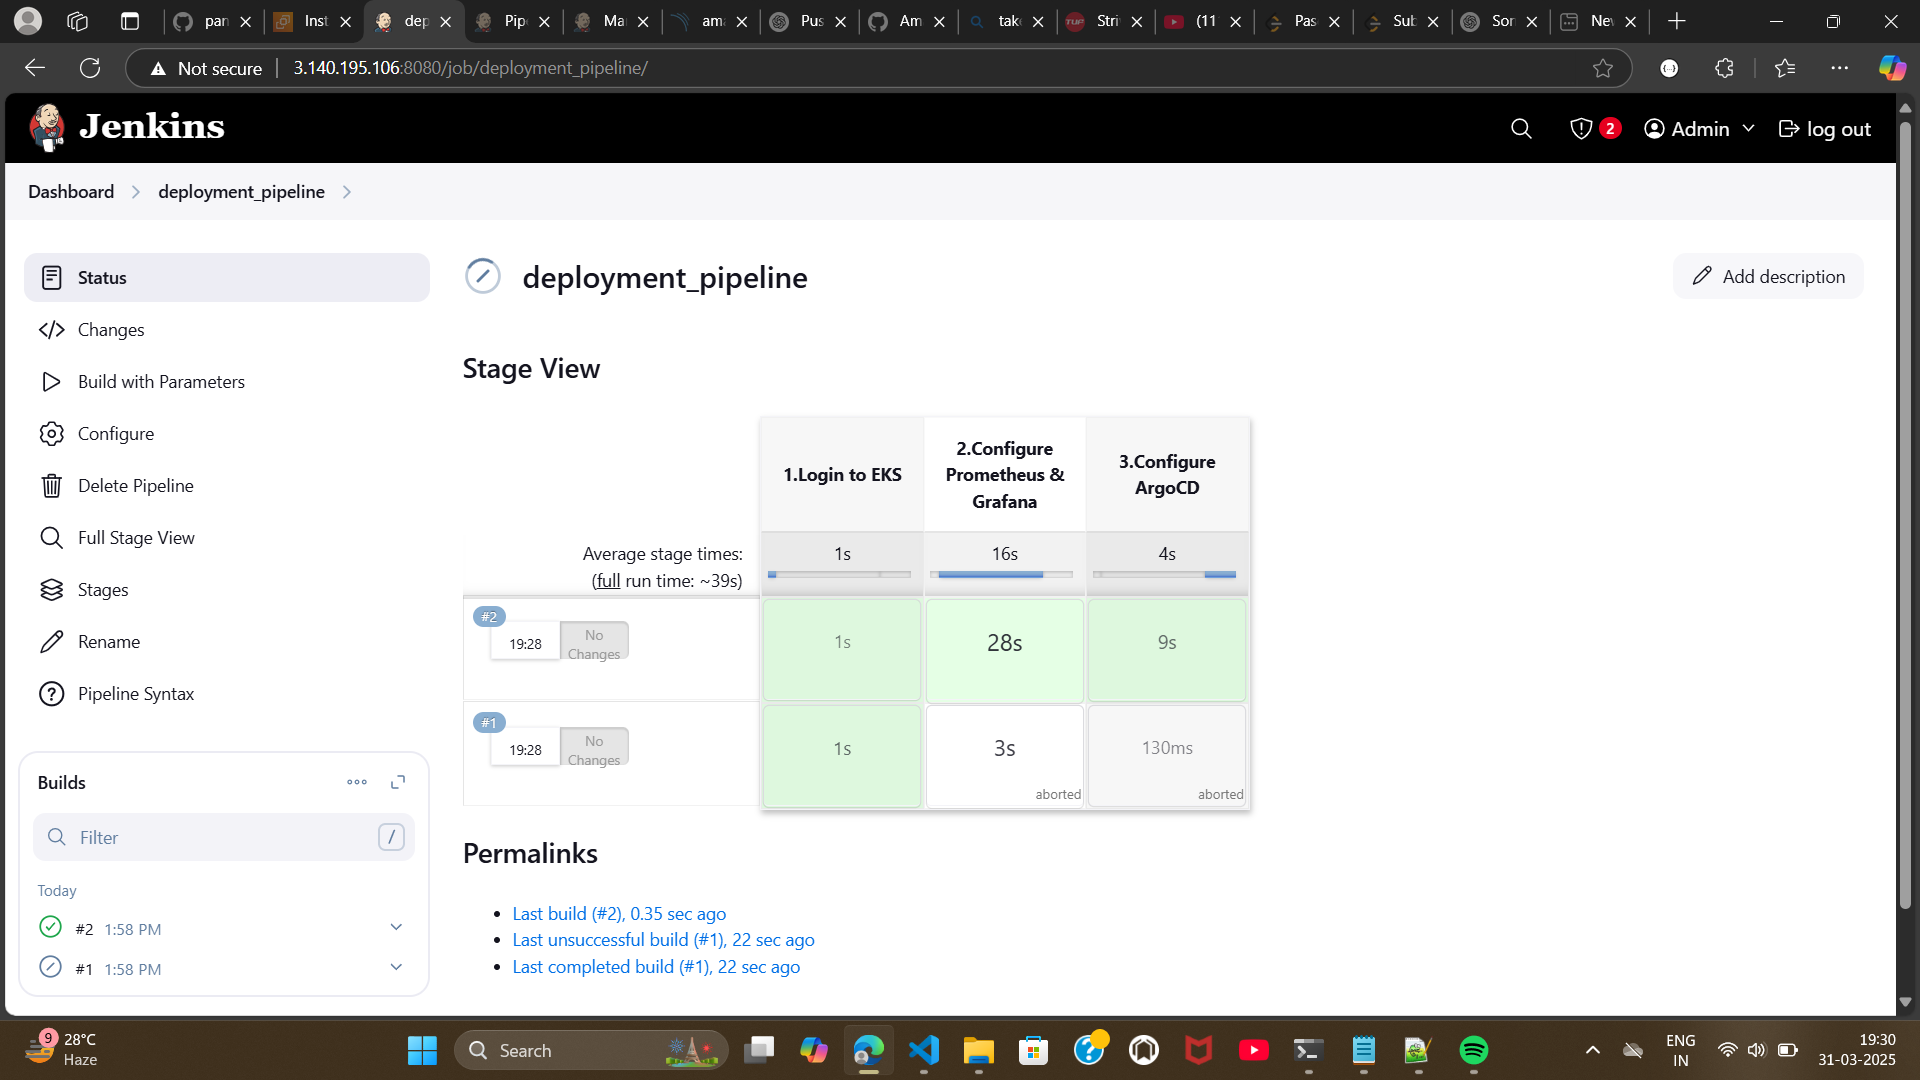 pan
Inst
dep
Pipe
Ma
ama
Pus
Am
take
TUF
Striv
(11
Pas
Sub
Sor
Nev
Not secure
3.140.195.106:8080/job/deployment_pipeline/
Jenkins
2
Admin
log out
Dashboard
deployment_pipeline
Status
Changes
Build with Parameters
Configure
Delete Pipeline
Full Stage View
Stages
Rename
Pipeline Syntax
Builds
Filter
/
Today
#2 1:58 PM
#1 1:58 PM
deployment_pipeline
Add description
Stage View
1.Login to EKS
2.Configure
Prometheus &
Grafana
3.Configure
ArgoCD
Average stage times:
(full run time: ~39s)
1s
16s
4s
#2
19:28
No
Changes
1s
28s
9s
#1
19:28
No
Changes
1s
3s
aborted
130ms
aborted
Permalinks
Last build (#2), 0.35 sec ago
Last unsuccessful build (#1), 22 sec ago
Last completed build (#1), 22 sec ago
9
28°C
Haze
Search
ENG
IN
19:30
31-03-2025